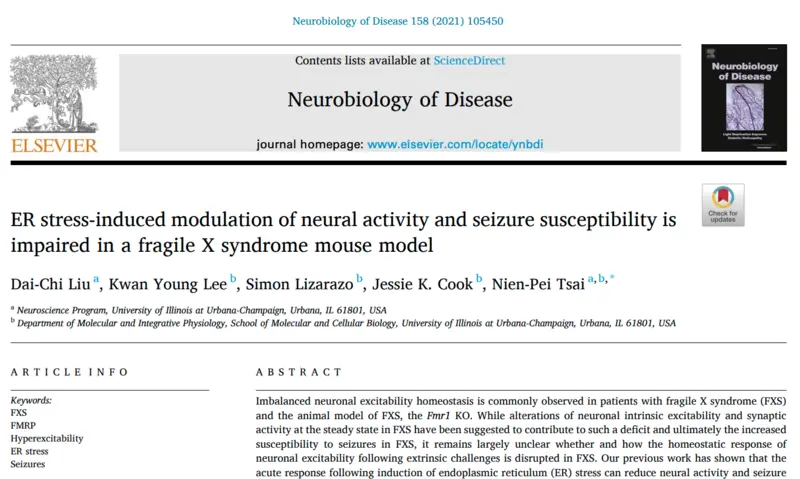 Neurobiology of Disease 158 (2021) 105450
Contents lists available at ScienceDirect
Neurobiology of Disease
journal homepage: www.elsevier.com/locate/ynbdi
ELSEVIER
Neurobiology
of Disease
ER stress-induced modulation of neural activity and seizure susceptibility is
impaired in a fragile X syndrome mouse model
Check for
updates
Dai-Chi Liu a, Kwan Young Lee b, Simon Lizarazo b, Jessie K. Cook b, Nien-Pei Tsai a,b,*
a Neuroscience Program, University of Illinois at Urbana-Champaign, Urbana, IL 61801, USA
b Department of Molecular and Integrative Physiology, School of Molecular and Cellular Biology, University of Illinois at Urbana-Champaign, Urbana, IL 61801, USA
ARTICLE INFO
Keywords:
FXS
FMRP
Hyperexcitability
ER stress
Seizures
ABSTRACT
Imbalanced neuronal excitability homeostasis is commonly observed in patients with fragile X syndrome (FXS)
and the animal model of FXS, the Fmr1 KO. While alterations of neuronal intrinsic excitability and synaptic
activity at the steady state in FXS have been suggested to contribute to such a deficit and ultimately the increased
susceptibility to seizures in FXS, it remains largely unclear whether and how the homeostatic response of
neuronal excitability following extrinsic challenges is disrupted in FXS. Our previous work has shown that the
acute response following induction of endoplasmic reticulum (ER) stress can reduce neural activity and seizure